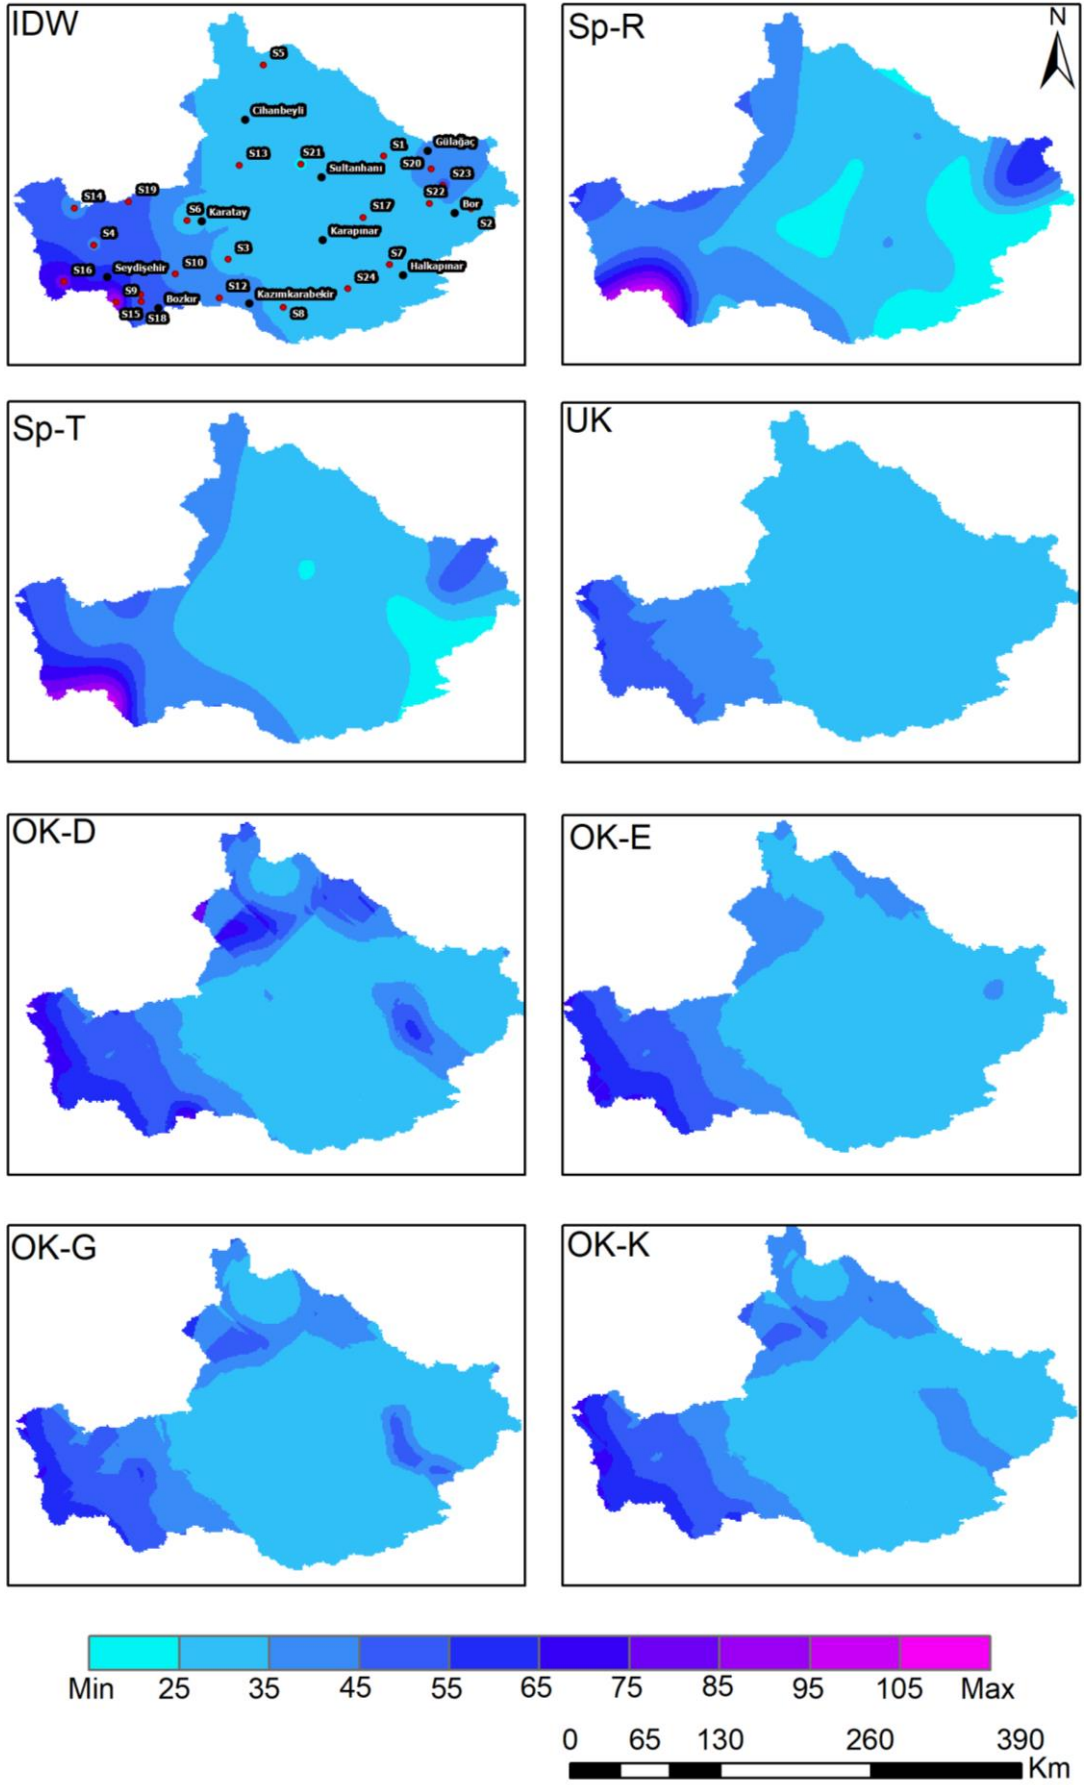 IDW
S5
Cihanbeyli
S13
S21
Sultanhanı
S1
Gülağaç
S20
S23
S22
Bor
S2
S14
S19
S6
Karatay
S17
Karapınar
S4
S3
S7
Halkapınar
S16
Seydişehir
S10
S24
S9
Bozkır
S12
Kazımkarabekir
S15
S18
S8
Sp-R
N
Sp-T
UK
OK-D
OK-E
OK-G
OK-K
Min 25 35 45 55 65 75 85 95 105 Max
0 65 130 260 390
Km